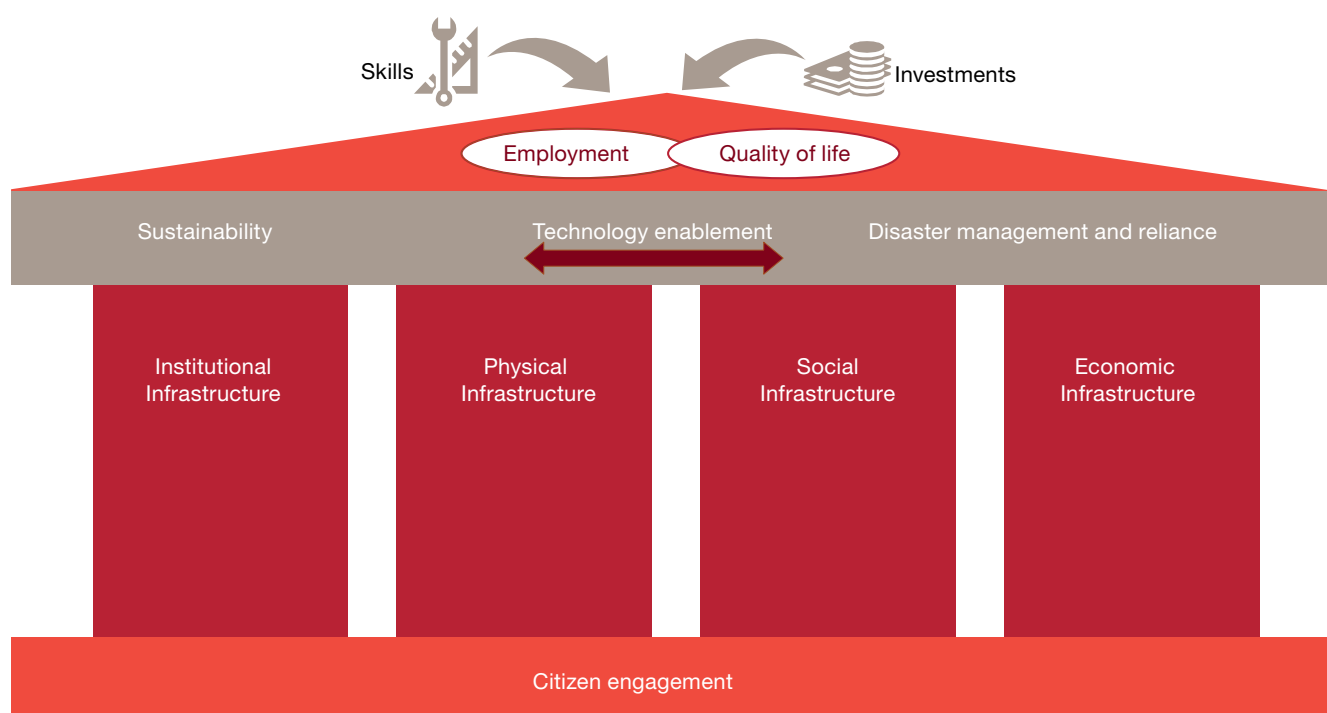 Skills
Investments
Employment
Quality of life
Sustainability
Technology enablement
Disaster management and reliance
Institutional
Infrastructure
Physical
Infrastructure
Social
Infrastructure
Economic
Infrastructure
Citizen engagement